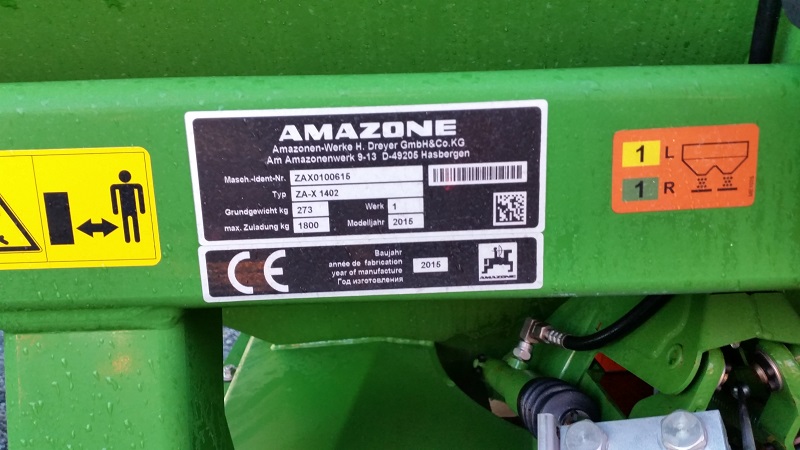 AMAZONE
Amazonen-Werke H. Dreyer GmbH&Co.KG
Am Amazonenwerk 9-13 D-49205 Hasbergen
Masch.-Ident-Nr. ZAX0100615
Typ ZA-X 1402
Grundgewicht kg 273 Werk 1
max. Zuladung kg 1800 Modelljahr 2015
CE
Baujahr
année de fabrication
year of manufacture
Год изготовления
2015
AMAZONE
1 L
1 R